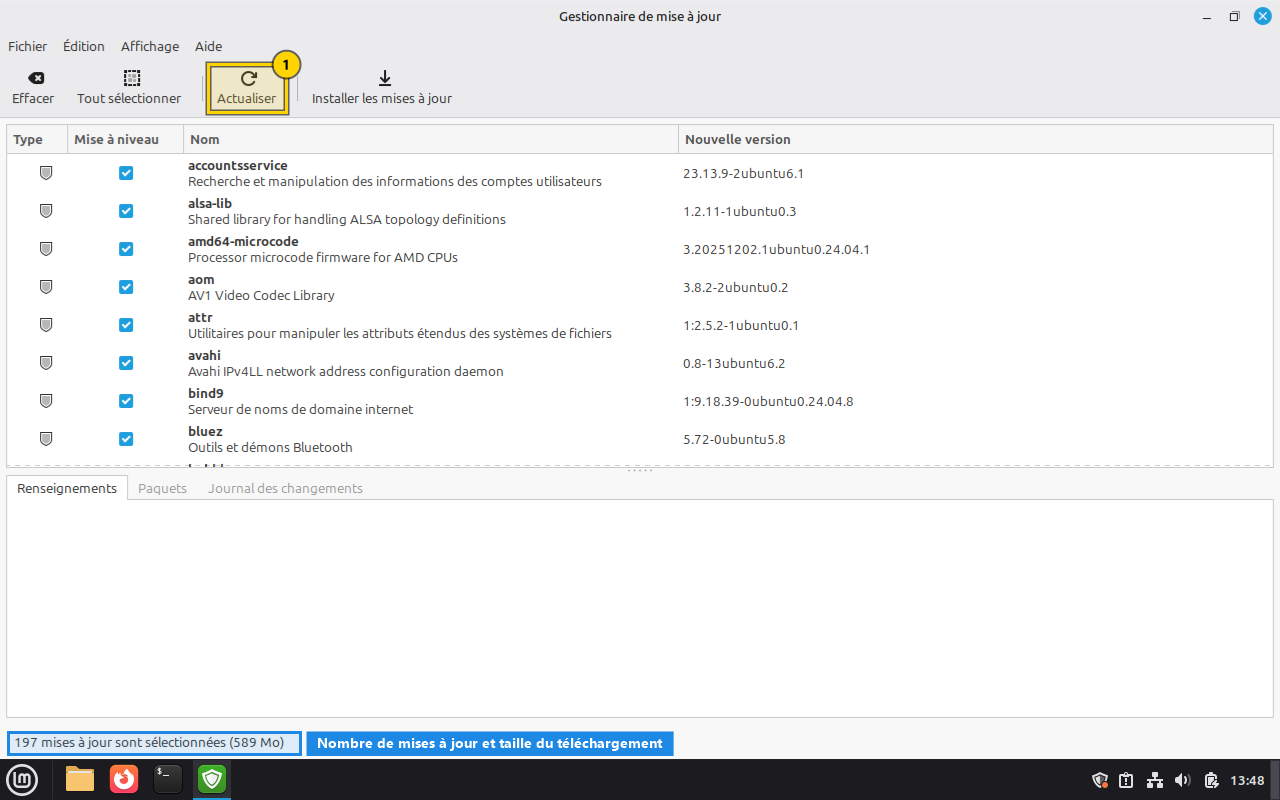 Gestionnaire de mise à jour
Fichier Édition Affichage Aide
1
Effacer Tout sélectionner Actualiser Installer les mises à jour
Type Mise à niveau Nom Nouvelle version
accountsservice
Recherche et manipulation des informations des comptes utilisateurs 23.13.9-2ubuntu6.1
alsa-lib
Shared library for handling ALSA topology definitions 1.2.11-1ubuntu0.3
amd64-microcode
Processor microcode firmware for AMD CPUs 3.20251202.1ubuntu0.24.04.1
aom
AV1 Video Codec Library 3.8.2-2ubuntu0.2
attr
Utilitaires pour manipuler les attributs étendus des systèmes de fichiers 1:2.5.2-1ubuntu0.1
avahi
Avahi IPv4LL network address configuration daemon 0.8-13ubuntu6.2
bind9
Serveur de noms de domaine internet 1:9.18.39-0ubuntu0.24.04.8
bluez
Outils et démons Bluetooth 5.72-0ubuntu5.8
Renseignements Paquets Journal des changements
197 mises à jour sont sélectionnées (589 Mo) Nombre de mises à jour et taille du téléchargement
13:48